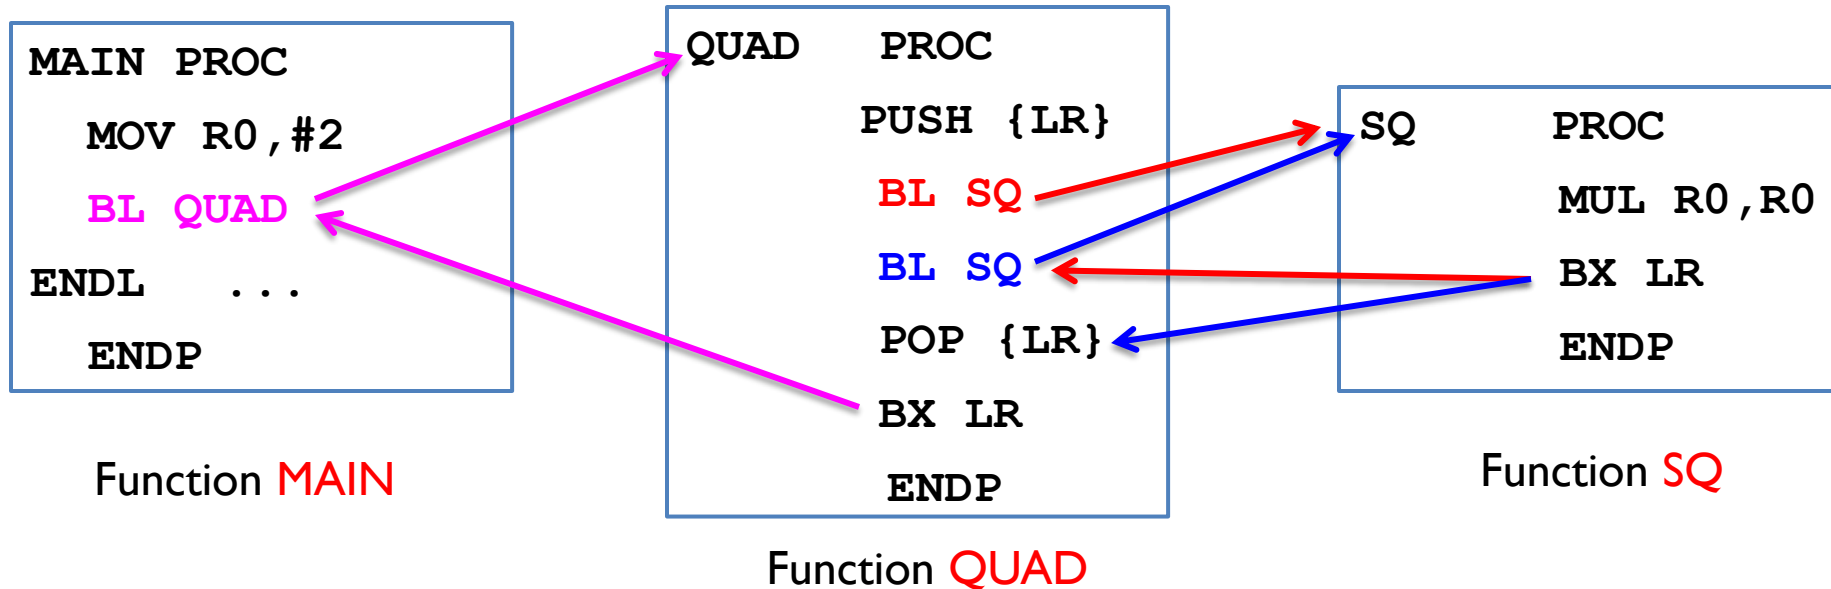 MAIN PROC
MOV R0,#2
BL QUAD
ENDL ...
ENDP
Function MAIN
QUAD PROC
PUSH {LR}
BL SQ
BL SQ
POP {LR}
BX LR
ENDP
Function QUAD
SQ PROC
MUL R0,R0
BX LR
ENDP
Function SQ